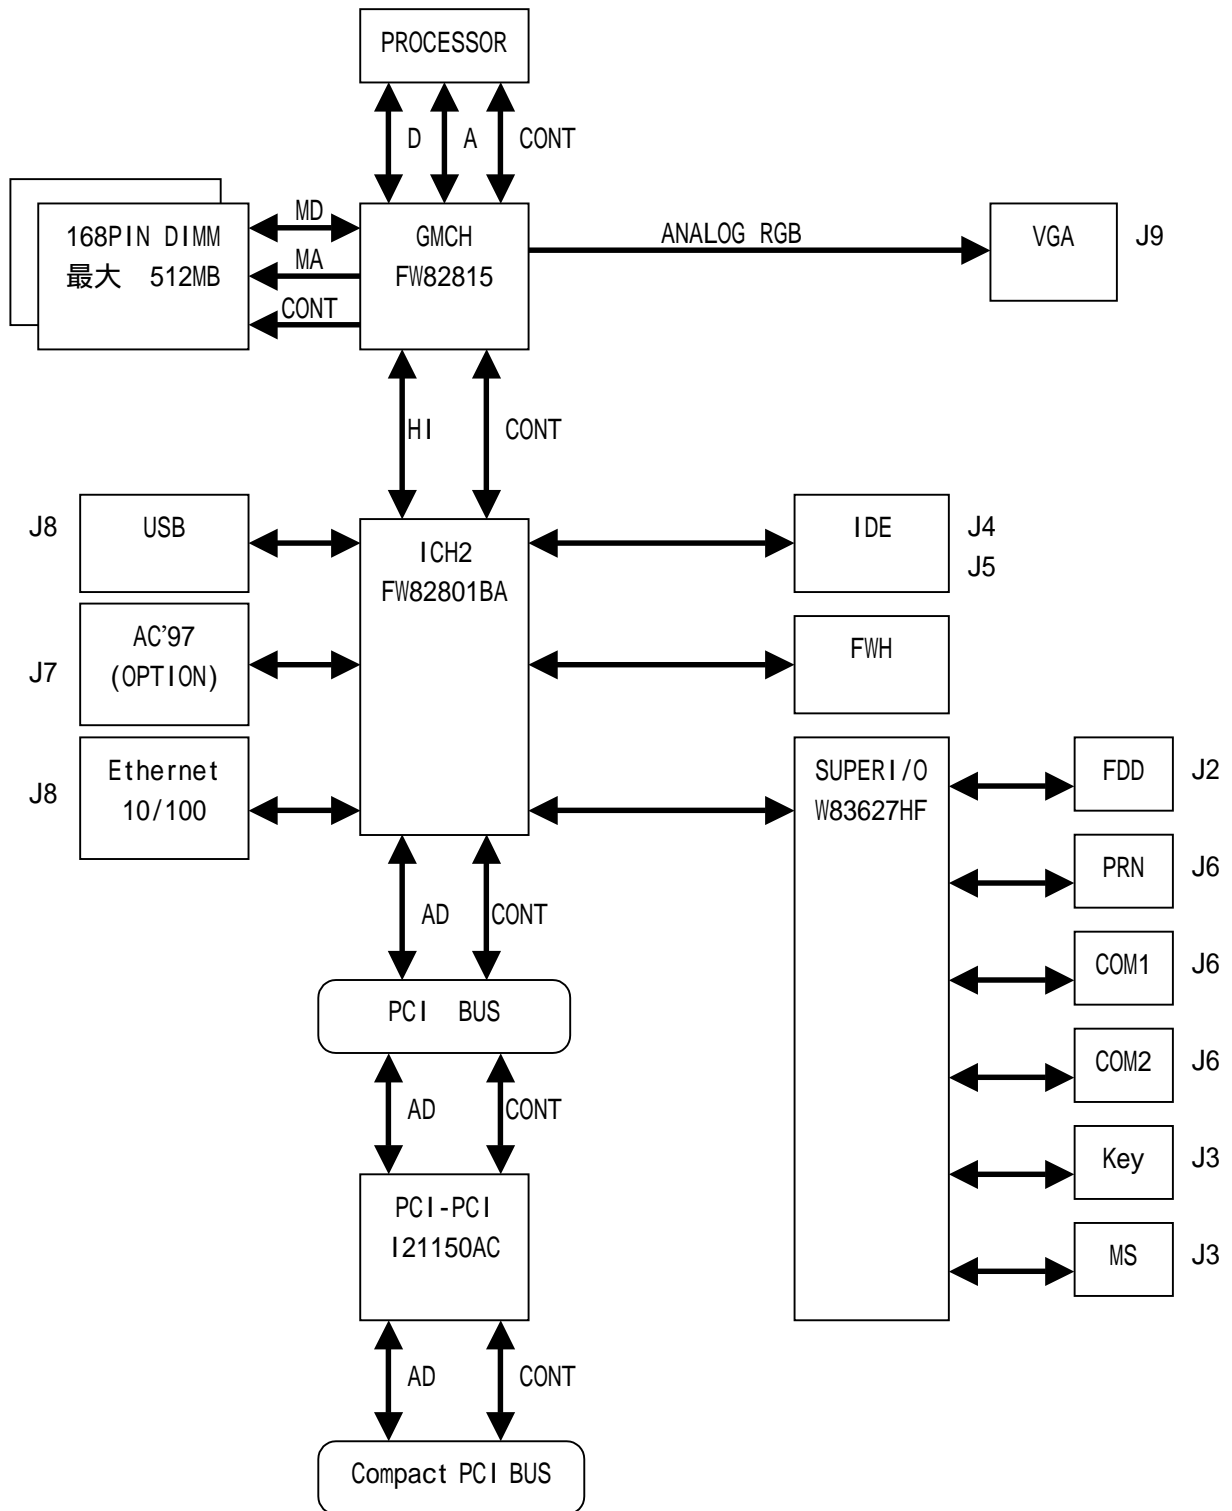 PROCESSOR
D A CONT
168PIN DIMM
最大 512MB
MD
MA
CONT
GMCH
FW82815
ANALOG RGB
VGA
J9
HI CONT
J8
USB
ICH2
FW82801BA
IDE
J4
J5
J7
AC’97
(OPTION)
FWH
J8
Ethernet
10/100
SUPERI/O
W83627HF
FDD J2
PRN J6
COM1 J6
COM2 J6
Key J3
MS J3
AD CONT
PCI BUS
AD CONT
PCI-PCI
I21150AC
AD CONT
Compact PCI BUS